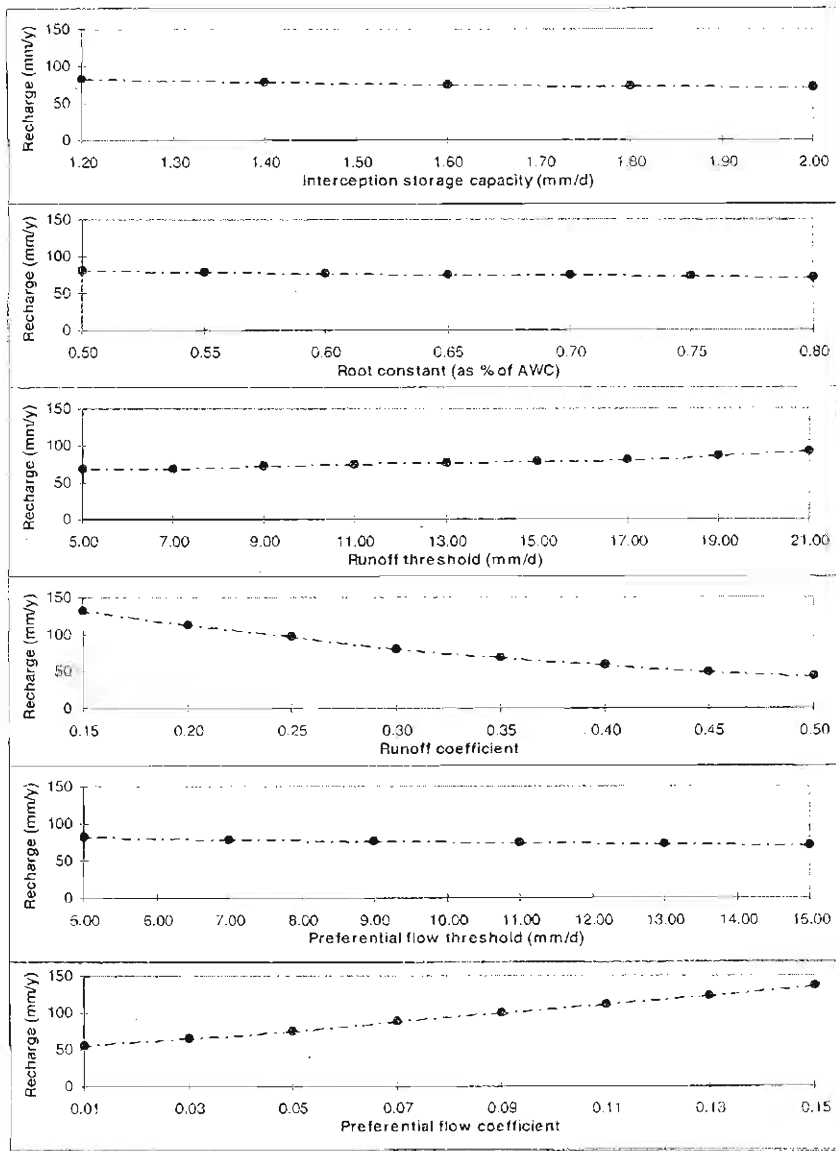 150
100
50
0
Recharge (mm/y)
1.20 1.30 1.40 1.50 1.60 1.70 1.80 1.90 2.00
Interception storage capacity (mm/d)
150
100
50
0
Recharge (mm/y)
0.50 0.55 0.60 0.65 0.70 0.75 0.80
Root constant (as % of AWC)
150
100
50
0
Recharge (mm/y)
5.00 7.00 9.00 11.00 13.00 15.00 17.00 19.00 21.00
Runoff threshold (mm/d)
150
100
50
0
Recharge (mm/y)
0.15 0.20 0.25 0.30 0.35 0.40 0.45 0.50
Runoff coefficient
150
100
50
0
Recharge (mm/y)
5.00 6.00 7.00 8.00 9.00 10.00 11.00 12.00 13.00 14.00 15.00
Preferential flow threshold (mm/d)
150
100
50
0
Recharge (mm/y)
0.01 0.03 0.05 0.07 0.09 0.11 0.13 0.15
Preferential flow coefficient